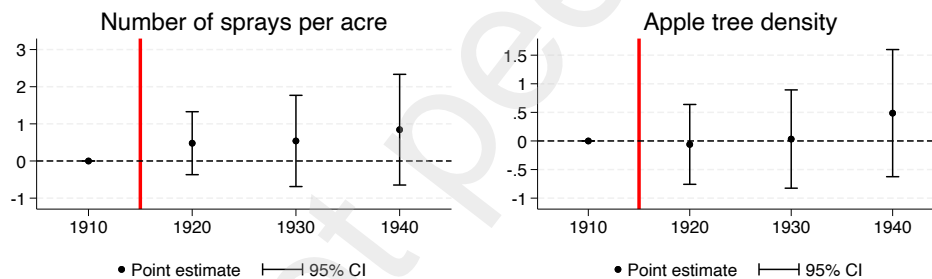 Number of sprays per acre
3
2
1
0
-1
1910 1920 1930 1940
Point estimate 95% CI
Apple tree density
1.5
1
.5
0
-.5
-1
1910 1920 1930 1940
Point estimate 95% CI